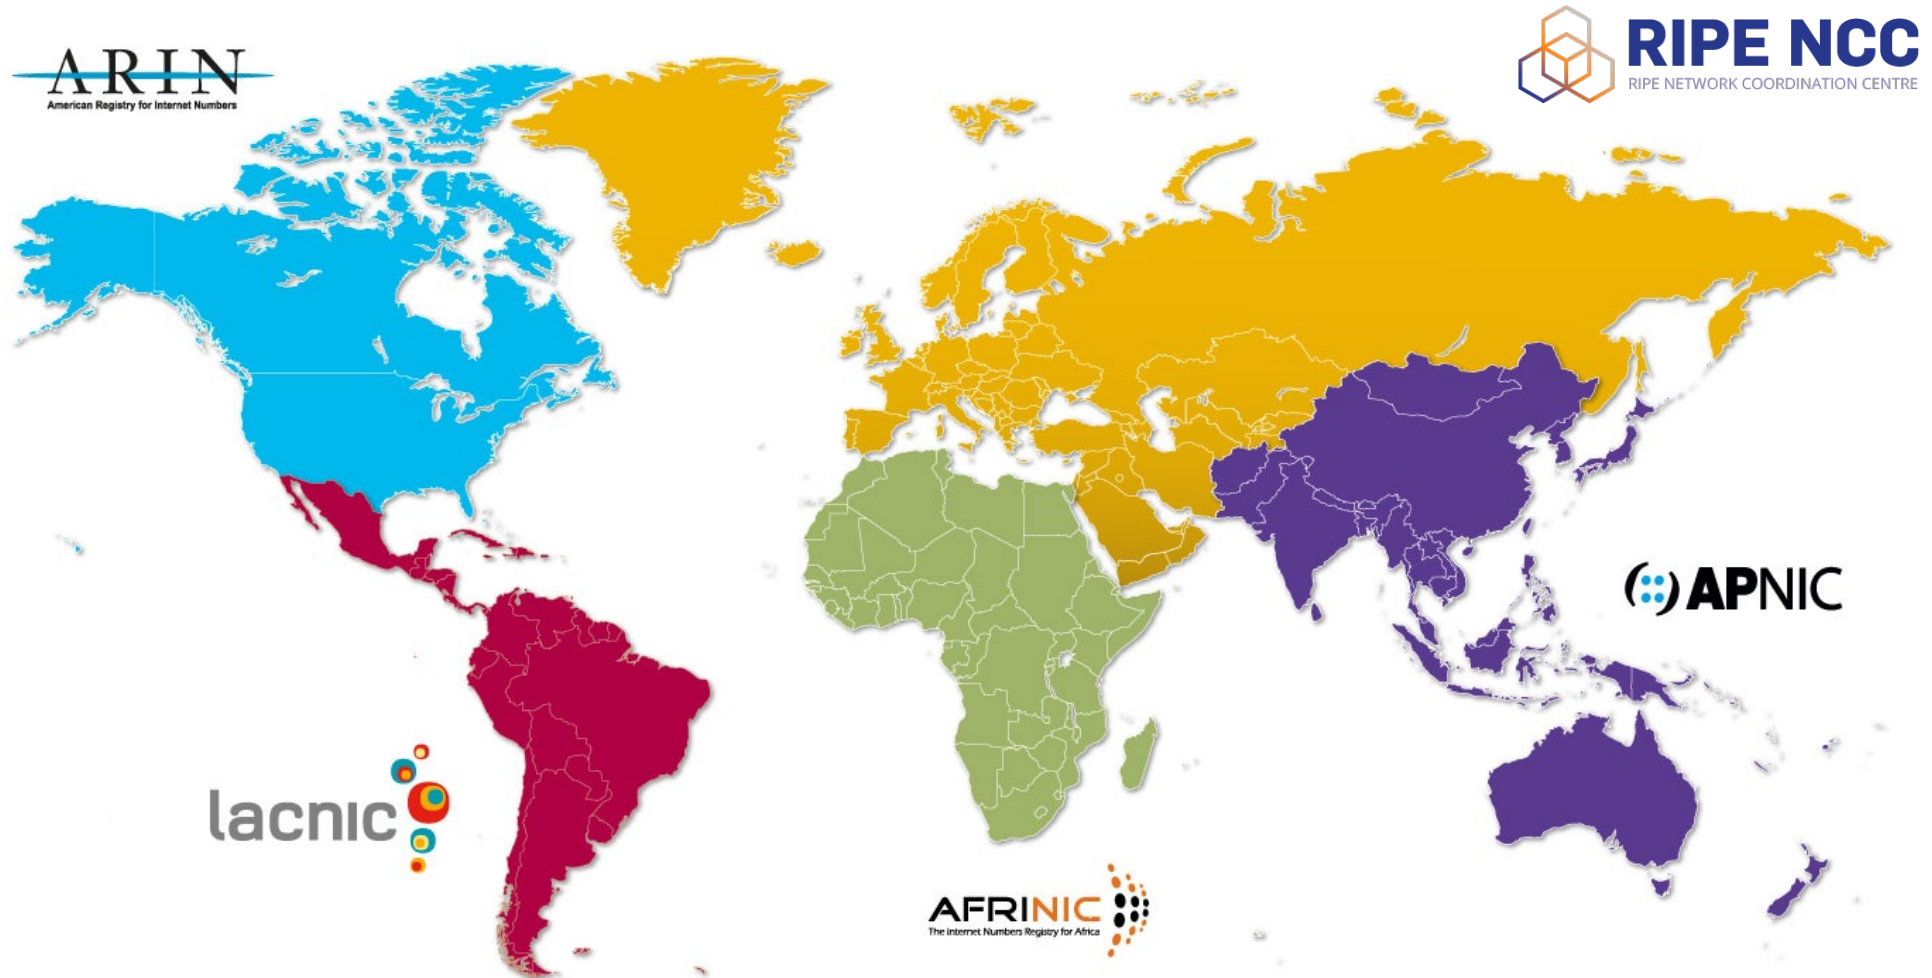 ARIN
American Registry for Internet Numbers
RIPE NCC
RIPE NETWORK COORDINATION CENTRE
APNIC
lacnic
AFRINIC
The Internet Numbers Registry for Africa